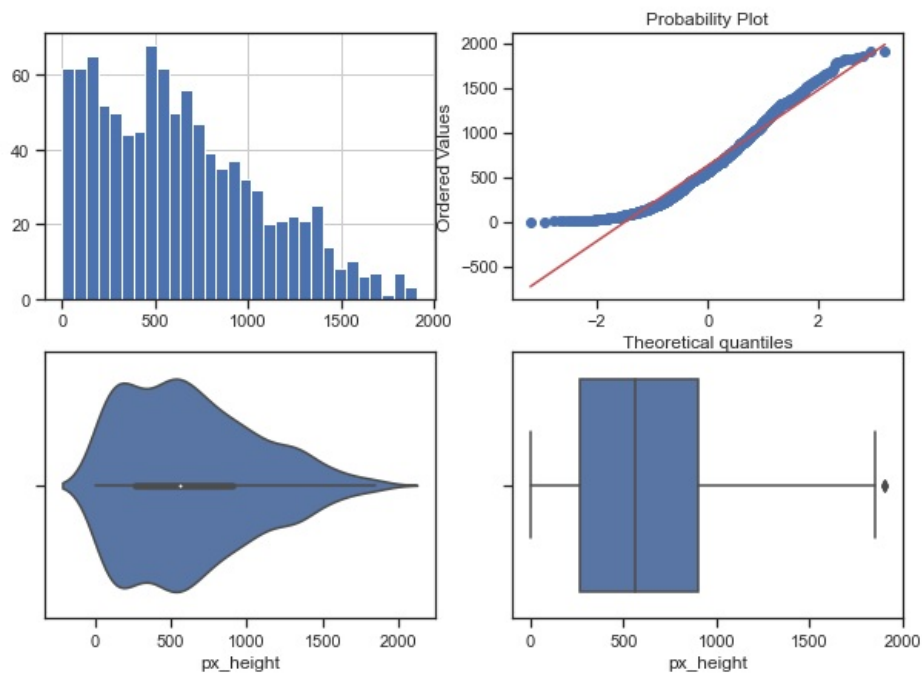 Probability Plot
60
40
20
0
0 500 1000 1500 2000
Ordered Values
2000
1500
1000
500
0
−500
−2 0 2
Theoretical quantiles
0 500 1000 1500 2000
px_height
0 500 1000 1500 2000
px_height